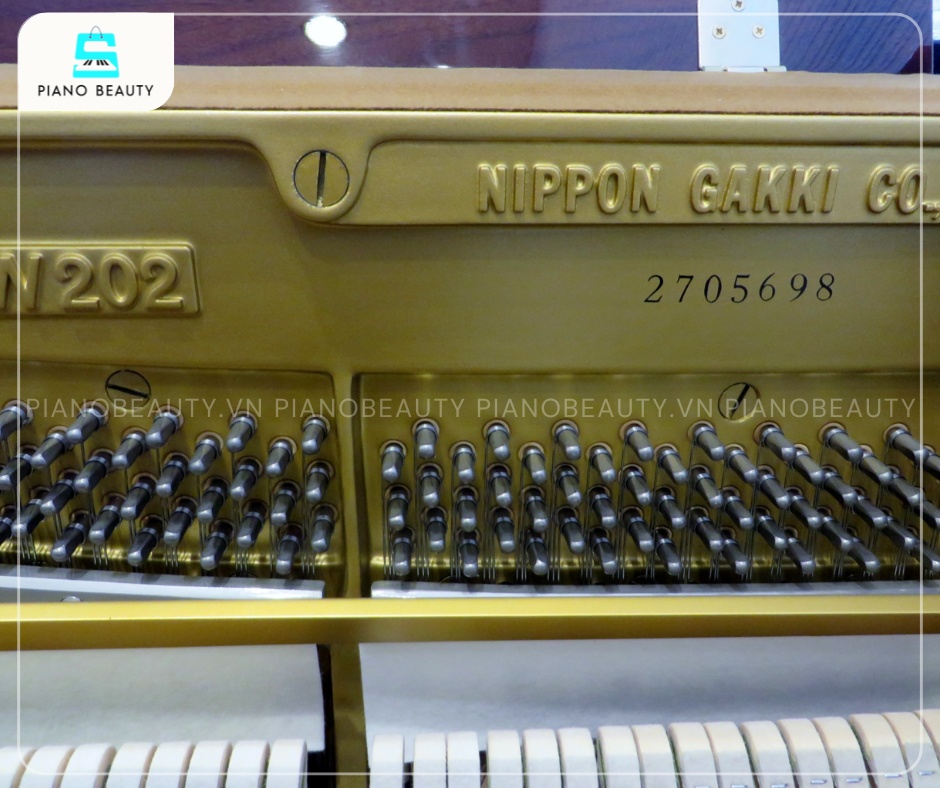 PIANO BEAUTY
NIPPON GAKKI CO.,
N202
2705698
PIANOBEAUTY.VN PIANOBEAUTY PIANOBEAUTY.VN PIANOBEAUTY